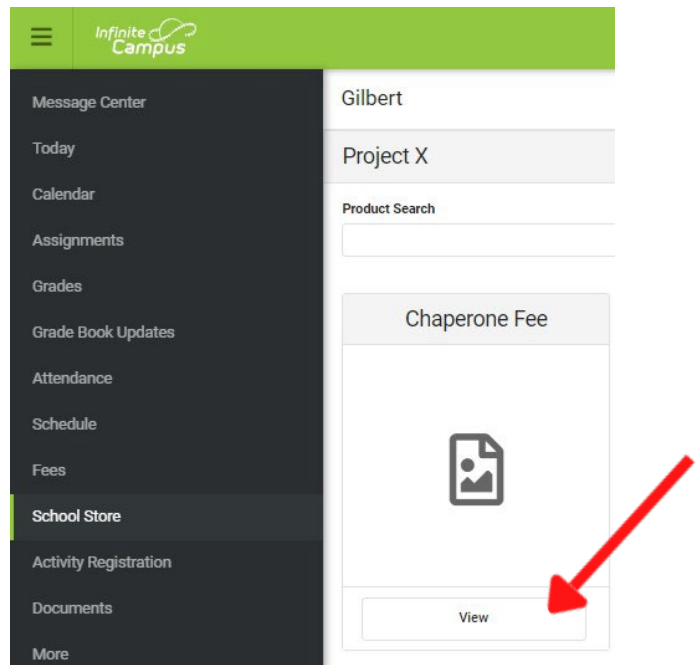 Infinite
Campus
Message Center
Today
Calendar
Assignments
Grades
Grade Book Updates
Attendance
Schedule
Fees
School Store
Activity Registration
Documents
More
Gilbert
Project X
Product Search
Chaperone Fee
View